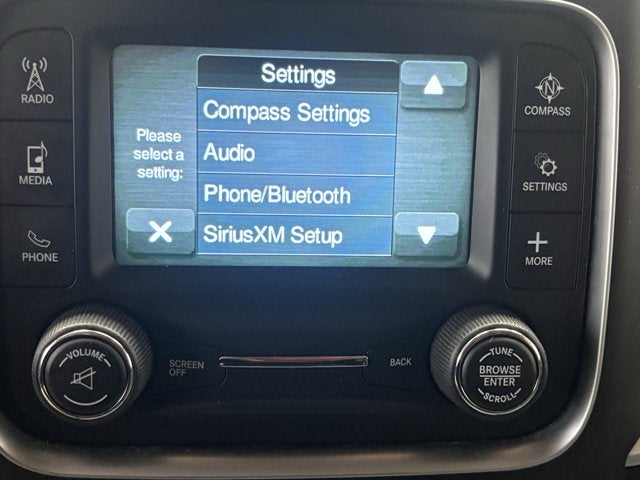 Settings
Compass Settings
Audio
Phone/Bluetooth
SiriusXM Setup
Please
select a
setting:
RADIO
MEDIA
PHONE
N
COMPASS
SETTINGS
MORE
VOLUME
SCREEN
OFF
BACK
TUNE
BROWSE
ENTER
SCROLL